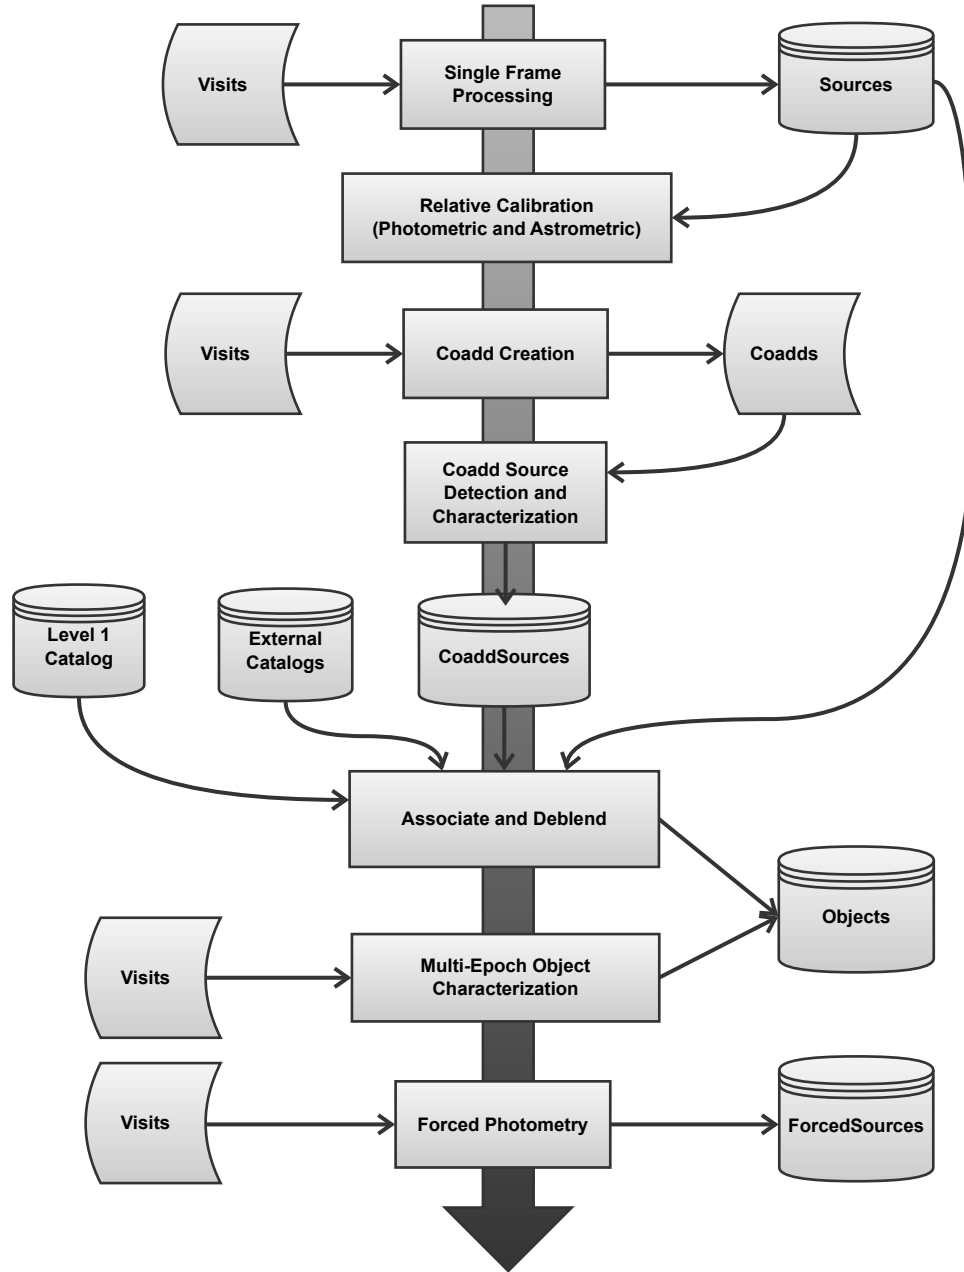 Visits
Single Frame
Processing
Sources
Relative Calibration
(Photometric and Astrometric)
Visits
Coadd Creation
Coadds
Coadd Source
Detection and
Characterization
Level 1
Catalog
External
Catalogs
CoaddSources
Associate and Deblend
Objects
Visits
Multi-Epoch Object
Characterization
Visits
Forced Photometry
ForcedSources